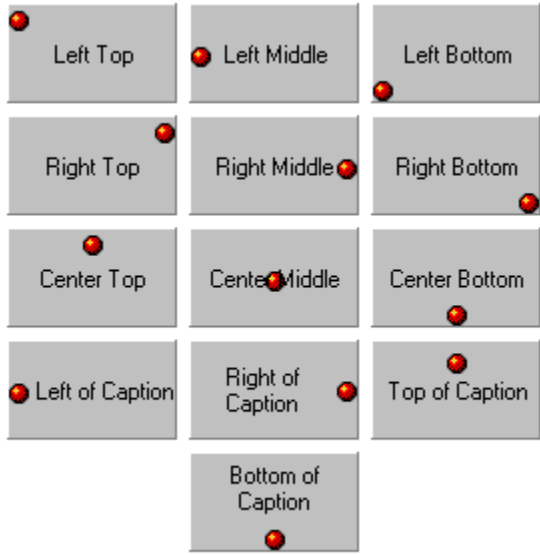 Left Top
Left Middle
Left Bottom
Right Top
Right Middle
Right Bottom
Center Top
Center Middle
Center Bottom
Left of Caption
Right of
Caption
Top of Caption
Bottom of
Caption